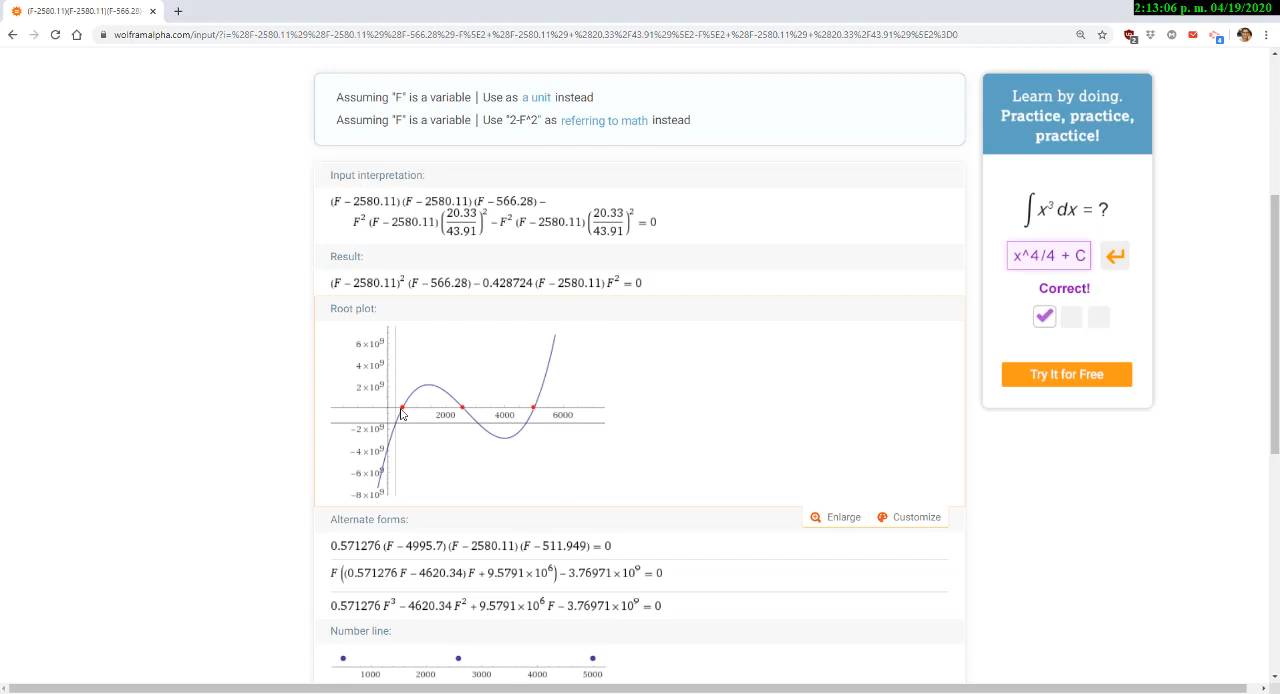 2:13:06 p. m. 04/19/2020
(F-2580.11)(F-2580.11)(F-566.28)
wolframalpha.com/input/?i=%28F-2580.11%29%28F-2580.11%29%28F-566.28%29-F%5E2+%28F-2580.11%29+%2820.33%2F43.91%29%5E2-F%5E2+%28F-2580.11%29+%2820.33%2F43.91%29%5E2%3D0
2
4
Assuming "F" is a variable | Use as a unit instead
Assuming "F" is a variable | Use "2-F^2" as referring to math instead
Input interpretation:
(F − 2580.11) (F − 2580.11) (F − 566.28) −
F² (F − 2580.11) (20.33/43.91)² − F² (F − 2580.11) (20.33/43.91)² = 0
Result:
(F − 2580.11)² (F − 566.28) − 0.428724 (F − 2580.11) F² = 0
Root plot:
6×10⁹
4×10⁹
2×10⁹
2000 4000 6000
−2×10⁹
−4×10⁹
−6×10⁹
−8×10⁹
Enlarge Customize
Alternate forms:
0.571276 (F − 4995.7) (F − 2580.11) (F − 511.949) = 0
F ((0.571276 F − 4620.34) F + 9.5791×10⁶) − 3.76971×10⁹ = 0
0.571276 F³ − 4620.34 F² + 9.5791×10⁶ F − 3.76971×10⁹ = 0
Number line:
1000 2000 3000 4000 5000
Learn by doing.
Practice, practice,
practice!
∫ x³ dx = ?
x^4/4 + C
Correct!
Try It for Free